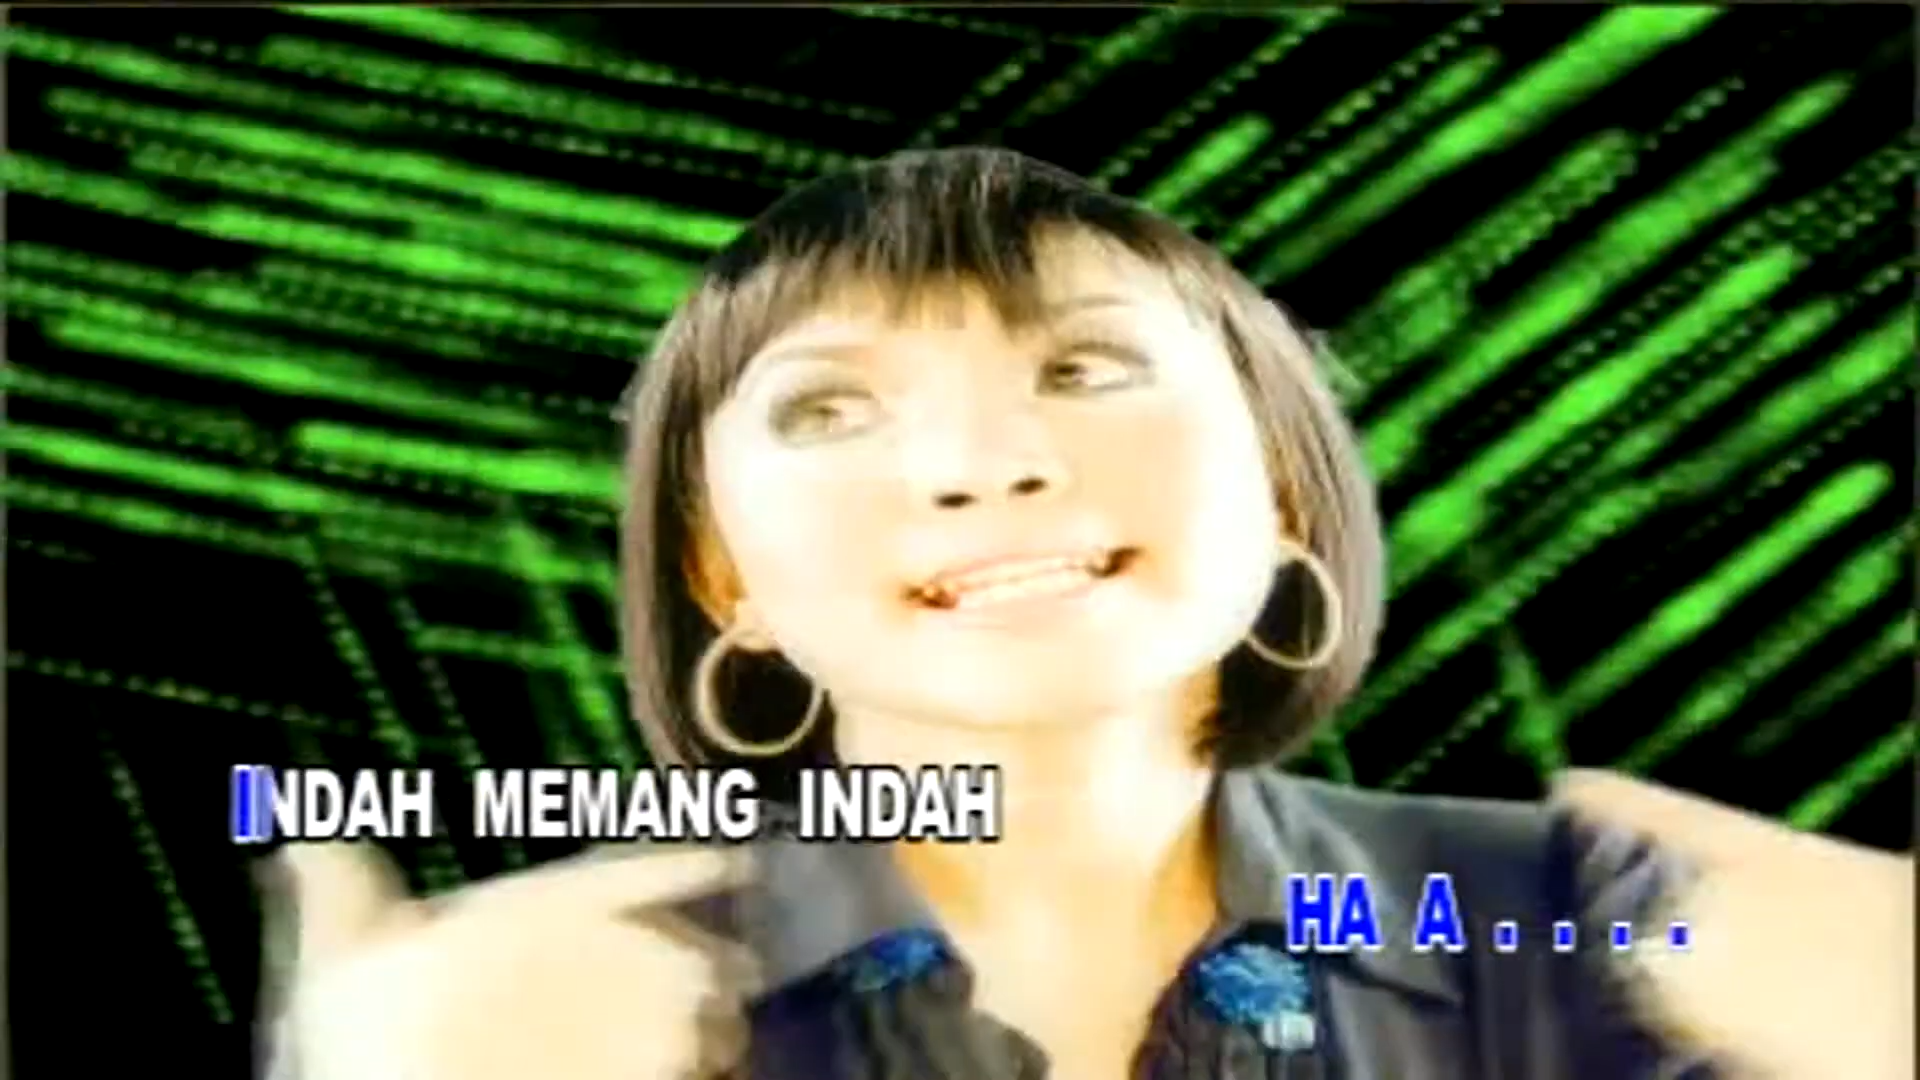 INDAH MEMANG INDAH
HA A . . . .